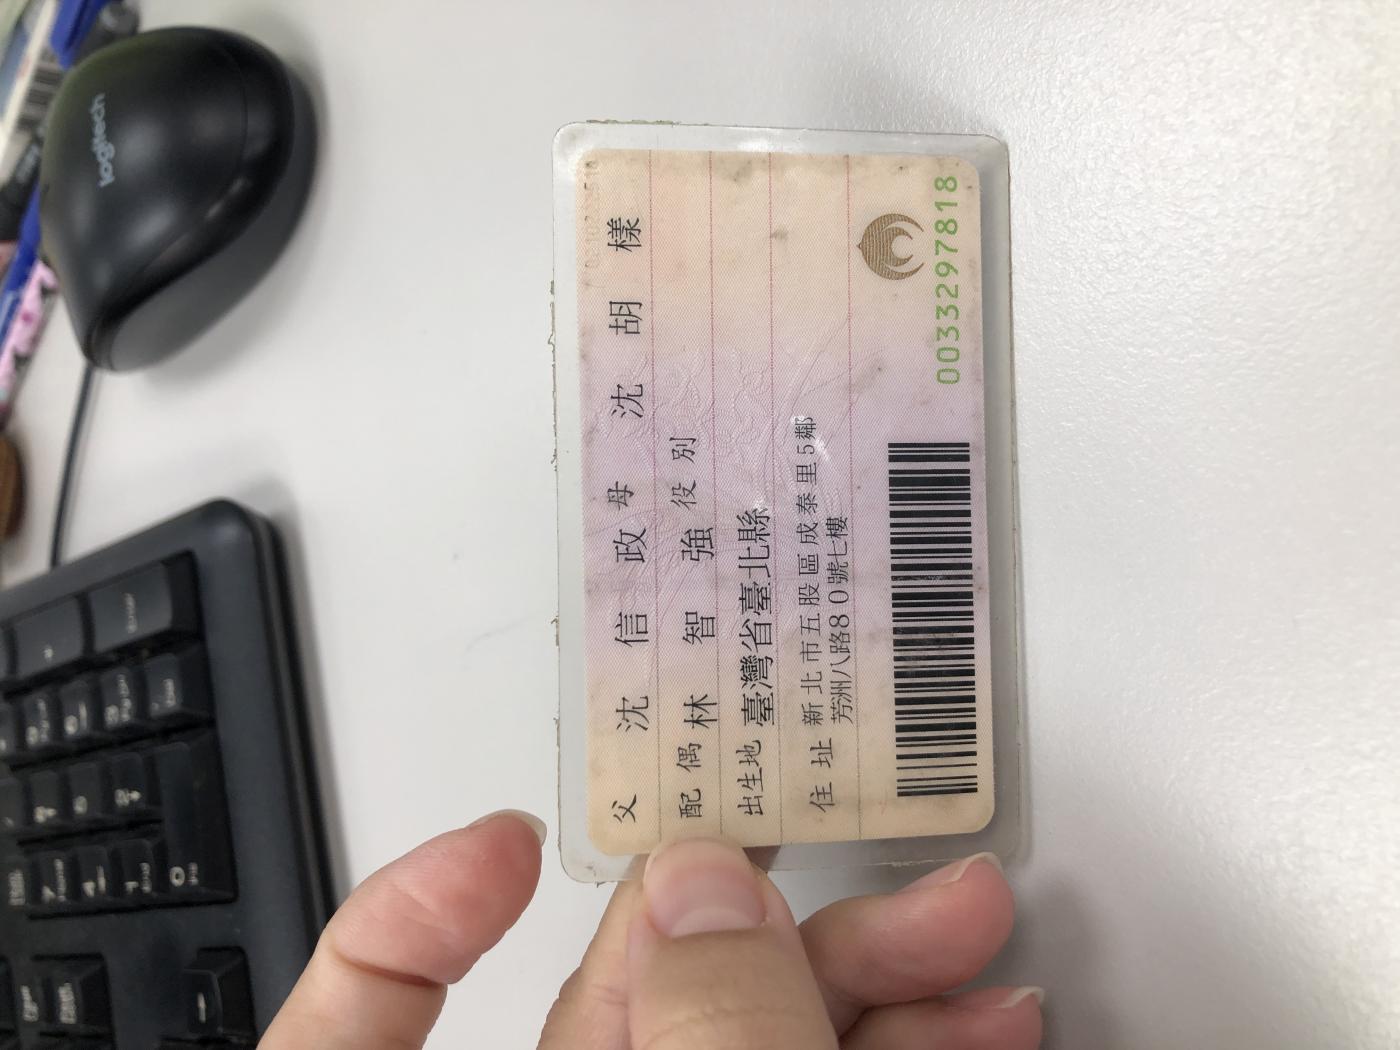 父 沈信政 母 沈胡樣
配偶 林智強 役別
出生地 臺灣省臺北縣
住址 新北市五股區成泰里5鄰
芳洲八路80號七樓
0033297818
logitech